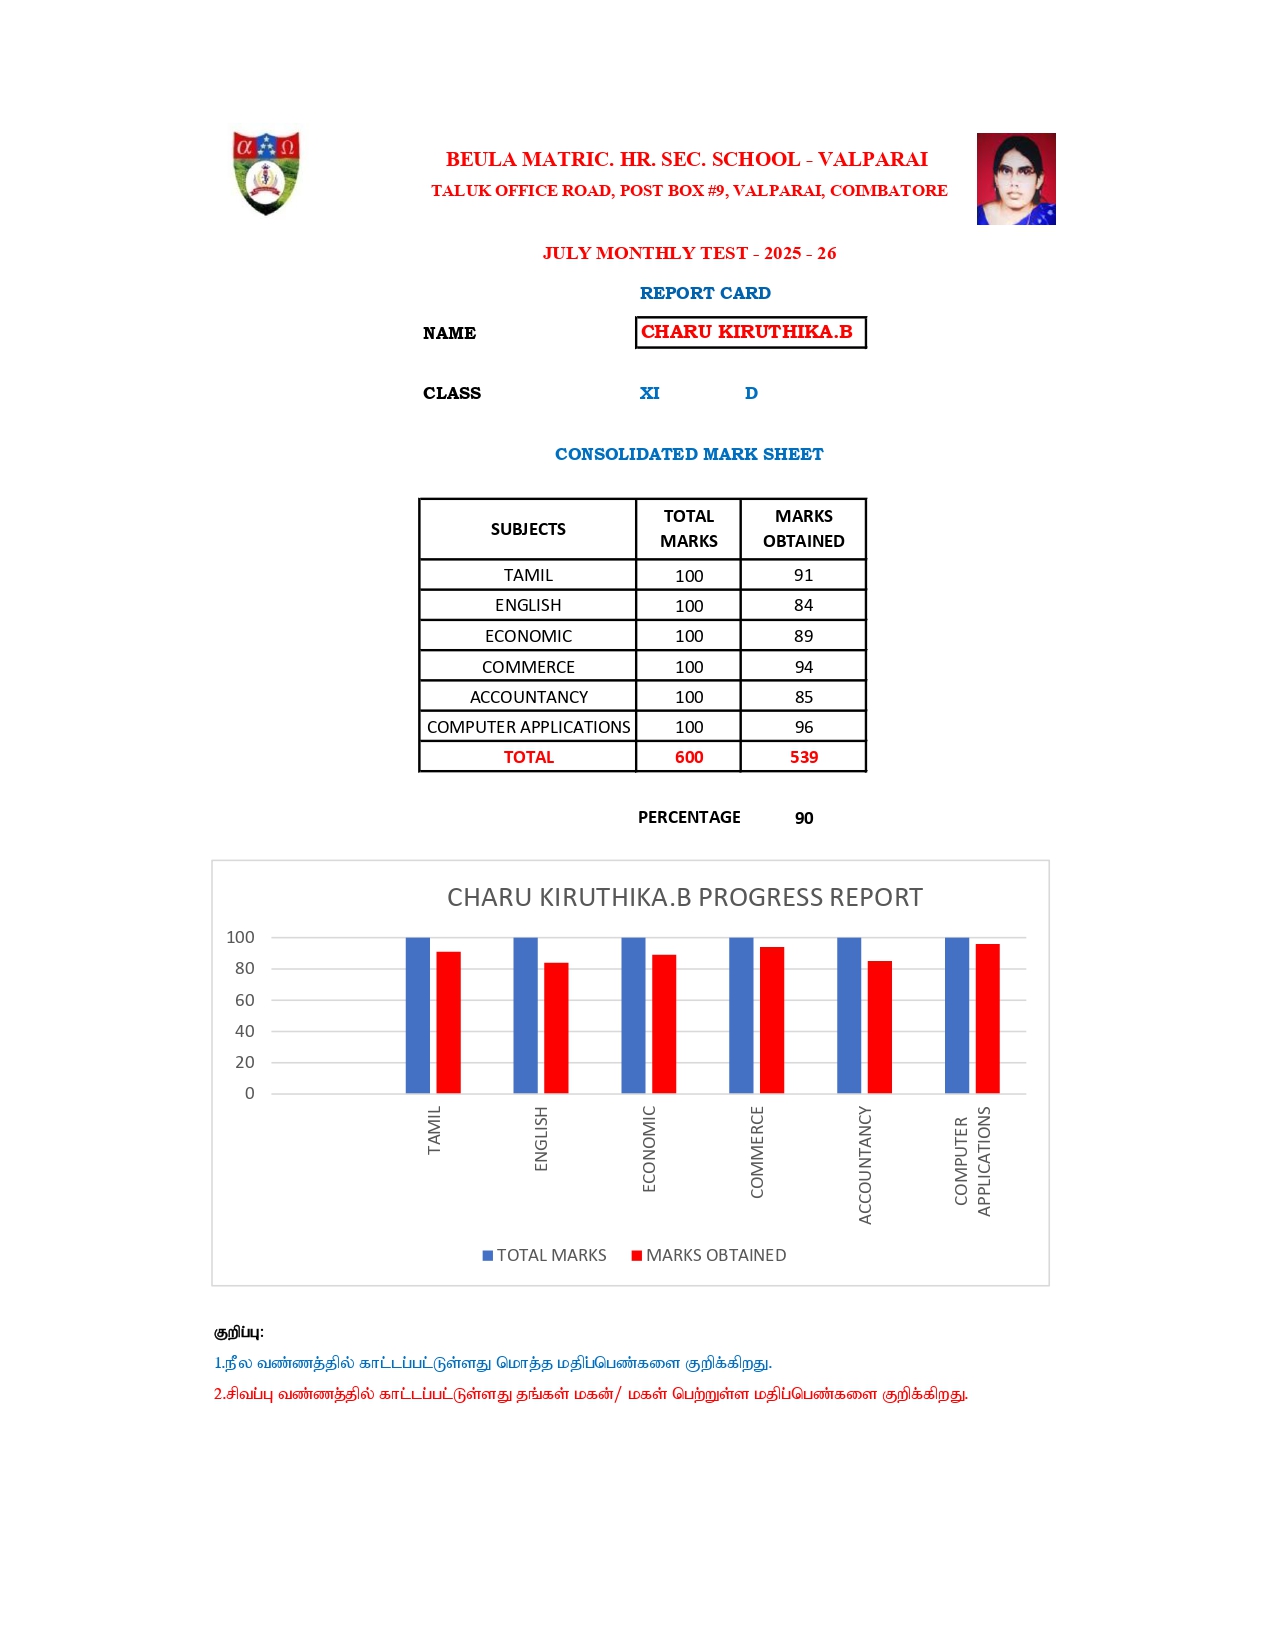 α Ω
BEULA MATRIC. HR. SEC. SCHOOL - VALPARAI
TALUK OFFICE ROAD, POST BOX #9, VALPARAI, COIMBATORE
JULY MONTHLY TEST - 2025 - 26
REPORT CARD
NAME CHARU KIRUTHIKA.B
CLASS XI D
CONSOLIDATED MARK SHEET
SUBJECTS TOTAL MARKS MARKS OBTAINED
TAMIL 100 91
ENGLISH 100 84
ECONOMIC 100 89
COMMERCE 100 94
ACCOUNTANCY 100 85
COMPUTER APPLICATIONS 100 96
TOTAL 600 539
PERCENTAGE 90
CHARU KIRUTHIKA.B PROGRESS REPORT
100
80
60
40
20
0
TAMIL
ENGLISH
ECONOMIC
COMMERCE
ACCOUNTANCY
COMPUTER APPLICATIONS
TOTAL MARKS MARKS OBTAINED
குறிப்பு:
1.நீல வண்ணத்தில் காட்டப்பட்டுள்ளது மொத்த மதிப்பெண்களை குறிக்கிறது.
2.சிவப்பு வண்ணத்தில் காட்டப்பட்டுள்ளது தங்கள் மகன்/ மகள் பெற்றுள்ள மதிப்பெண்களை குறிக்கிறது.